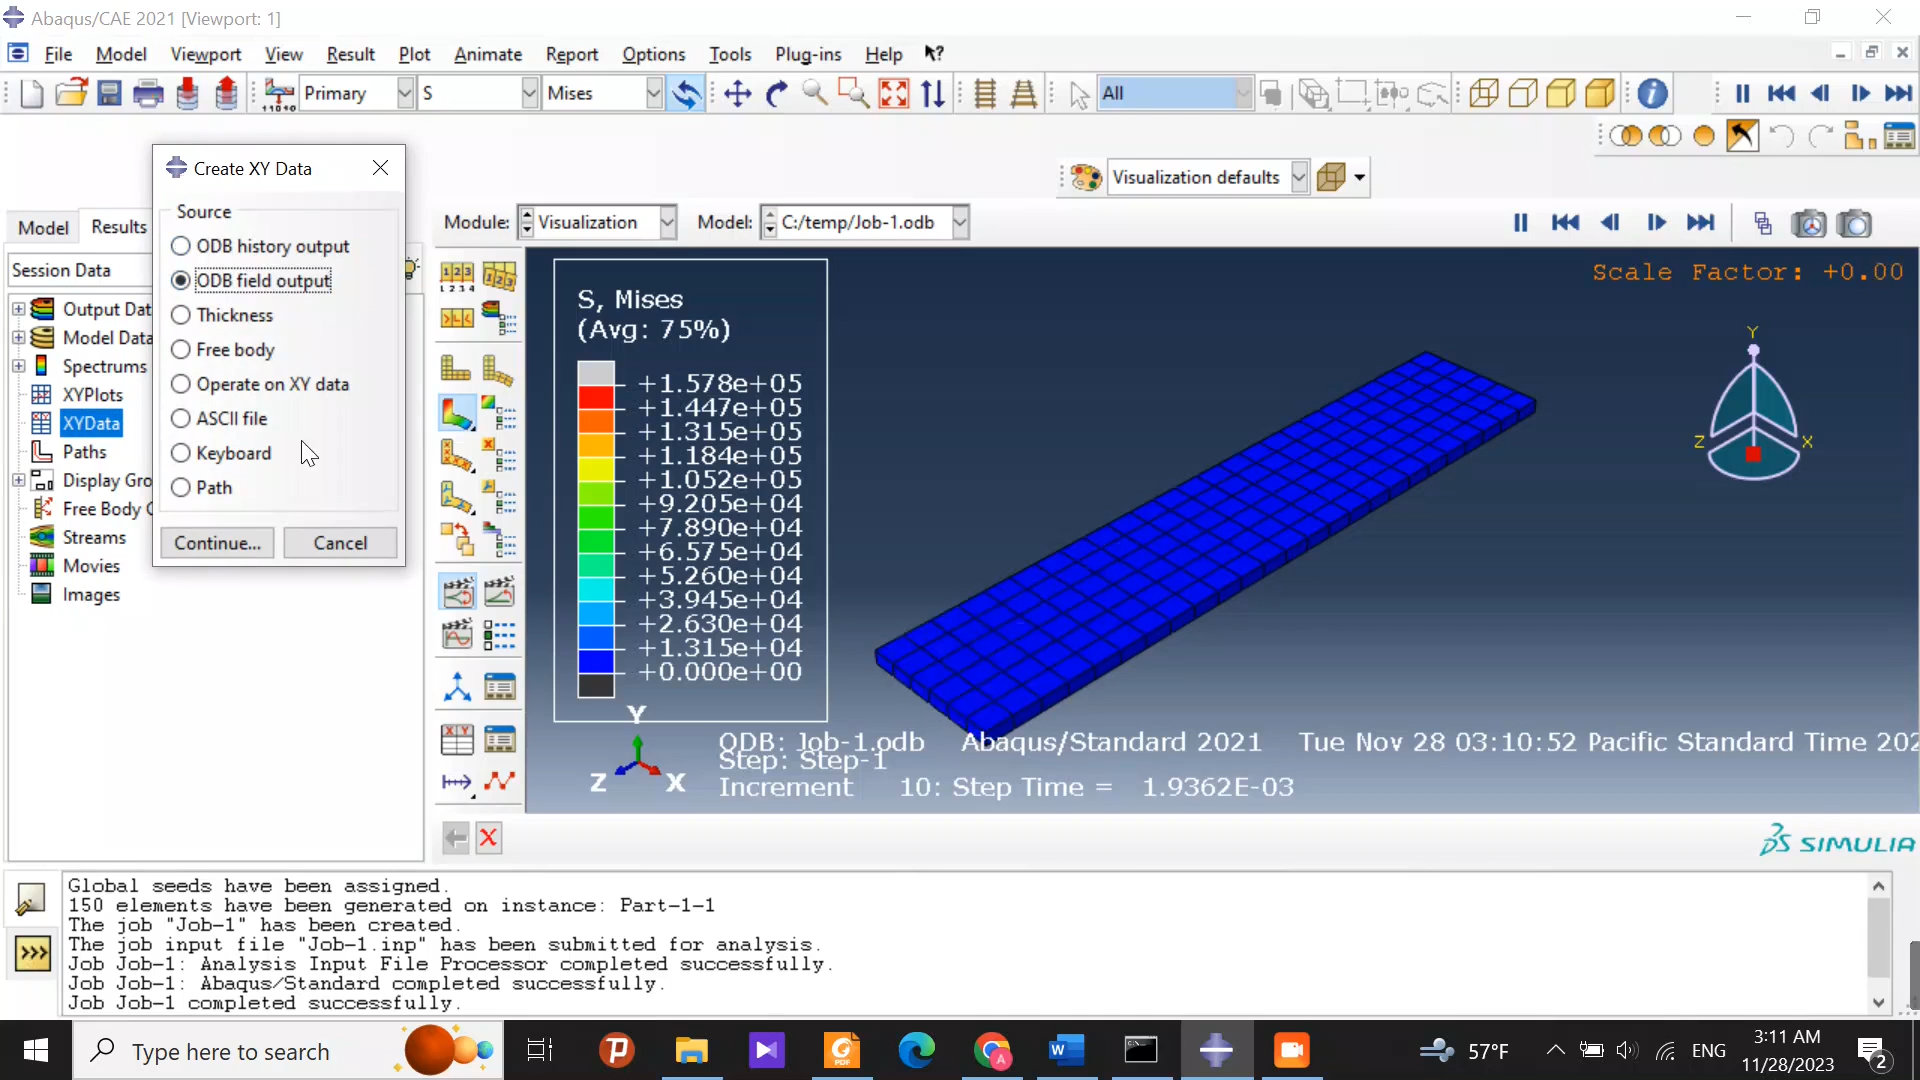 Abaqus/CAE 2021 [Viewport: 1]
File Model Viewport View Result Plot Animate Report Options Tools Plug-ins Help
Primary S Mises All
Visualization defaults
Module: Visualization Model: C:/temp/Job-1.odb
Model Results
Session Data
Output Dat
Model Data
Spectrums
XYPlots
XYData
Paths
Display Gro
Free Body C
Streams
Movies
Images
Create XY Data
Source
ODB history output
ODB field output
Thickness
Free body
Operate on XY data
ASCII file
Keyboard
Path
Continue... Cancel
Scale Factor: +0.00
S, Mises
(Avg: 75%)
+1.578e+05
+1.447e+05
+1.315e+05
+1.184e+05
+1.052e+05
+9.205e+04
+7.890e+04
+6.575e+04
+5.260e+04
+3.945e+04
+2.630e+04
+1.315e+04
+0.000e+00
Y
Z X
Y
Z X
ODB: Job-1.odb Abaqus/Standard 2021 Tue Nov 28 03:10:52 Pacific Standard Time 202
Step: Step-1
Increment 10: Step Time = 1.9362E-03
SIMULIA
Global seeds have been assigned.
150 elements have been generated on instance: Part-1-1
The job "Job-1" has been created.
The job input file "Job-1.inp" has been submitted for analysis.
Job Job-1: Analysis Input File Processor completed successfully.
Job Job-1: Abaqus/Standard completed successfully.
Job Job-1 completed successfully.
Type here to search
57°F
ENG
3:11 AM
11/28/2023
2